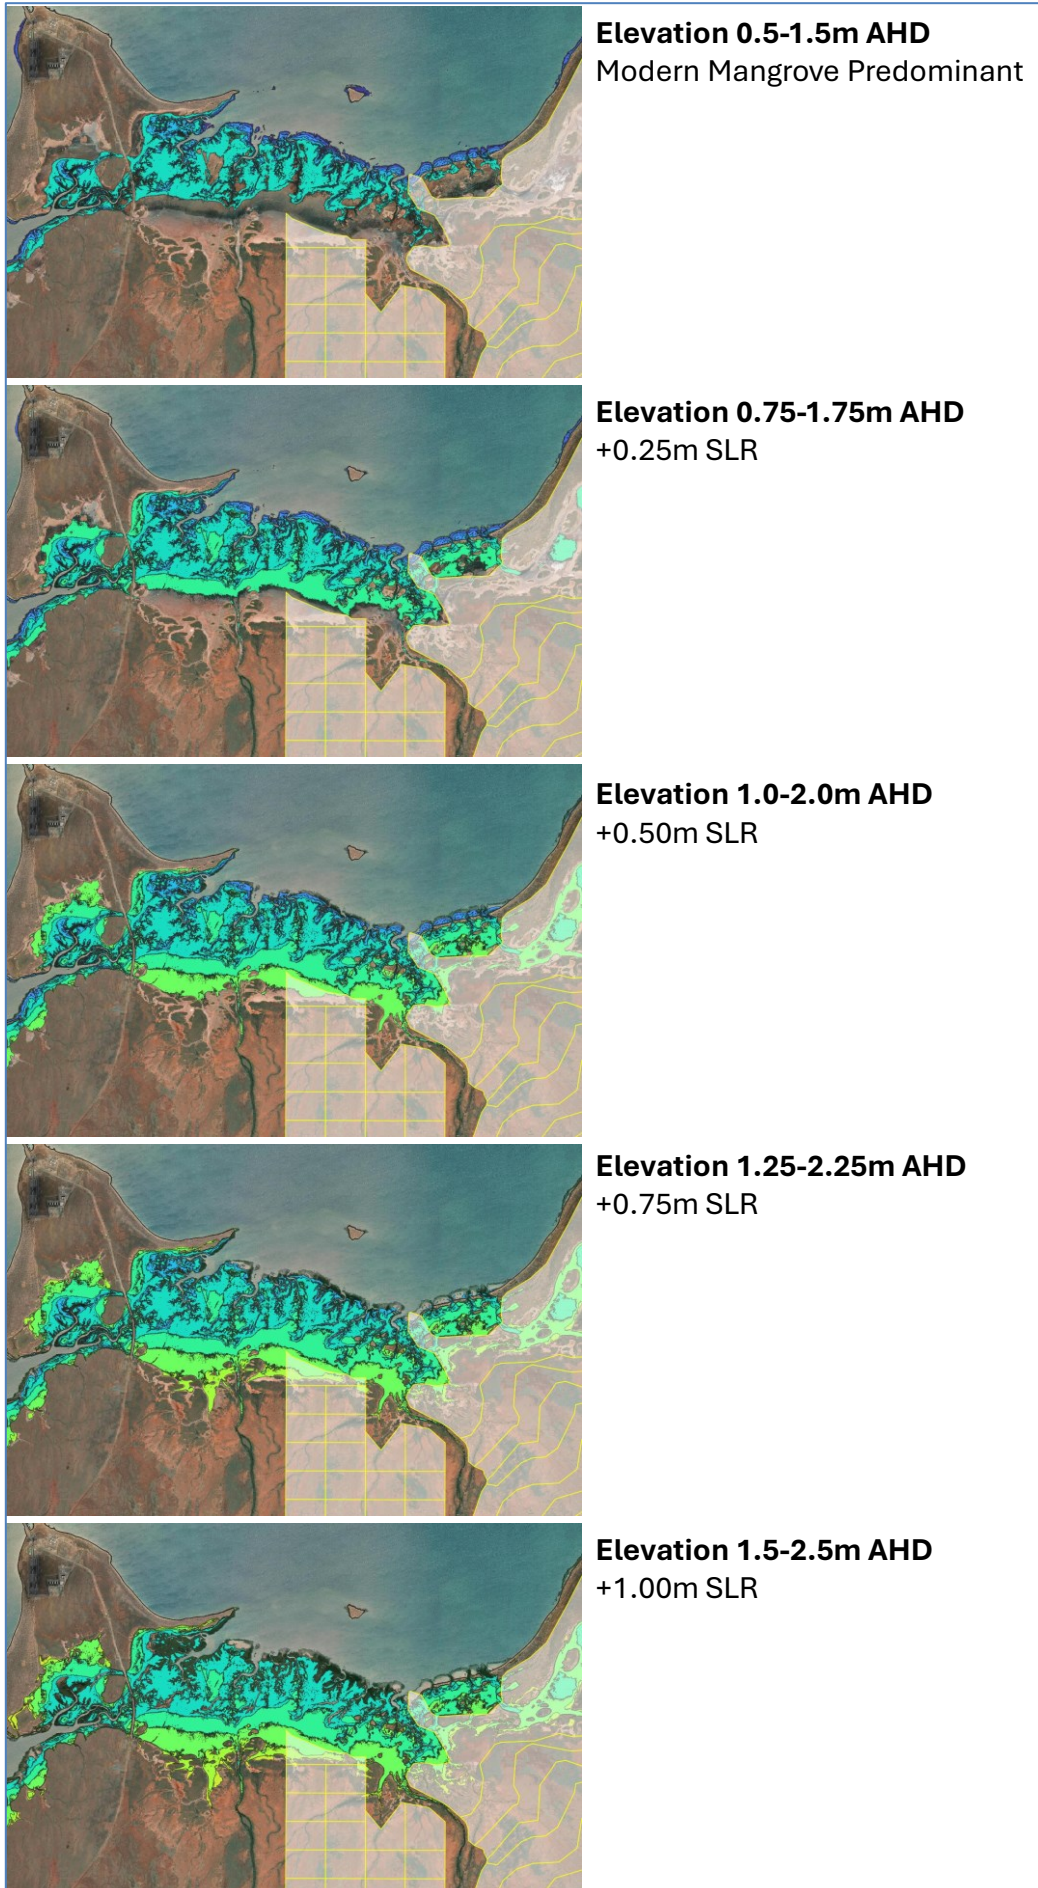 Elevation 0.5-1.5m AHD
Modern Mangrove Predominant
Elevation 0.75-1.75m AHD
+0.25m SLR
Elevation 1.0-2.0m AHD
+0.50m SLR
Elevation 1.25-2.25m AHD
+0.75m SLR
Elevation 1.5-2.5m AHD
+1.00m SLR